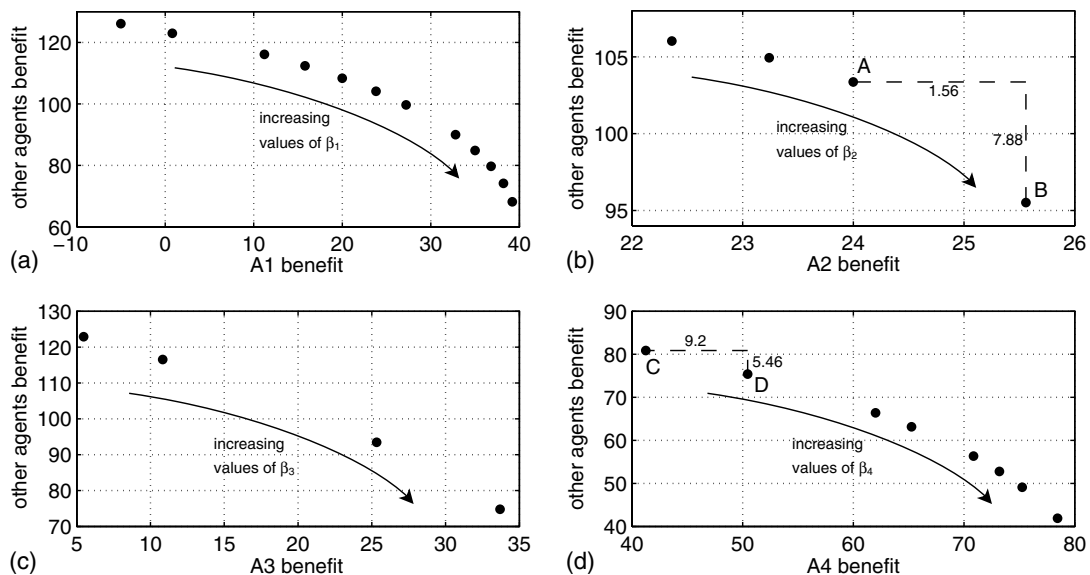 120
100
80
60
−10
0
10
20
30
40
other agents benefit
A1 benefit
increasing
values of β1
(a)
105
100
95
22
23
24
25
26
other agents benefit
A2 benefit
A
1.56
7.88
B
increasing
values of β2
(b)
130
120
110
100
90
80
70
5
10
15
20
25
30
35
other agents benefit
A3 benefit
increasing
values of β3
(c)
90
80
70
60
50
40
40
50
60
70
80
other agents benefit
A4 benefit
9.2
5.46
C
D
increasing
values of β4
(d)